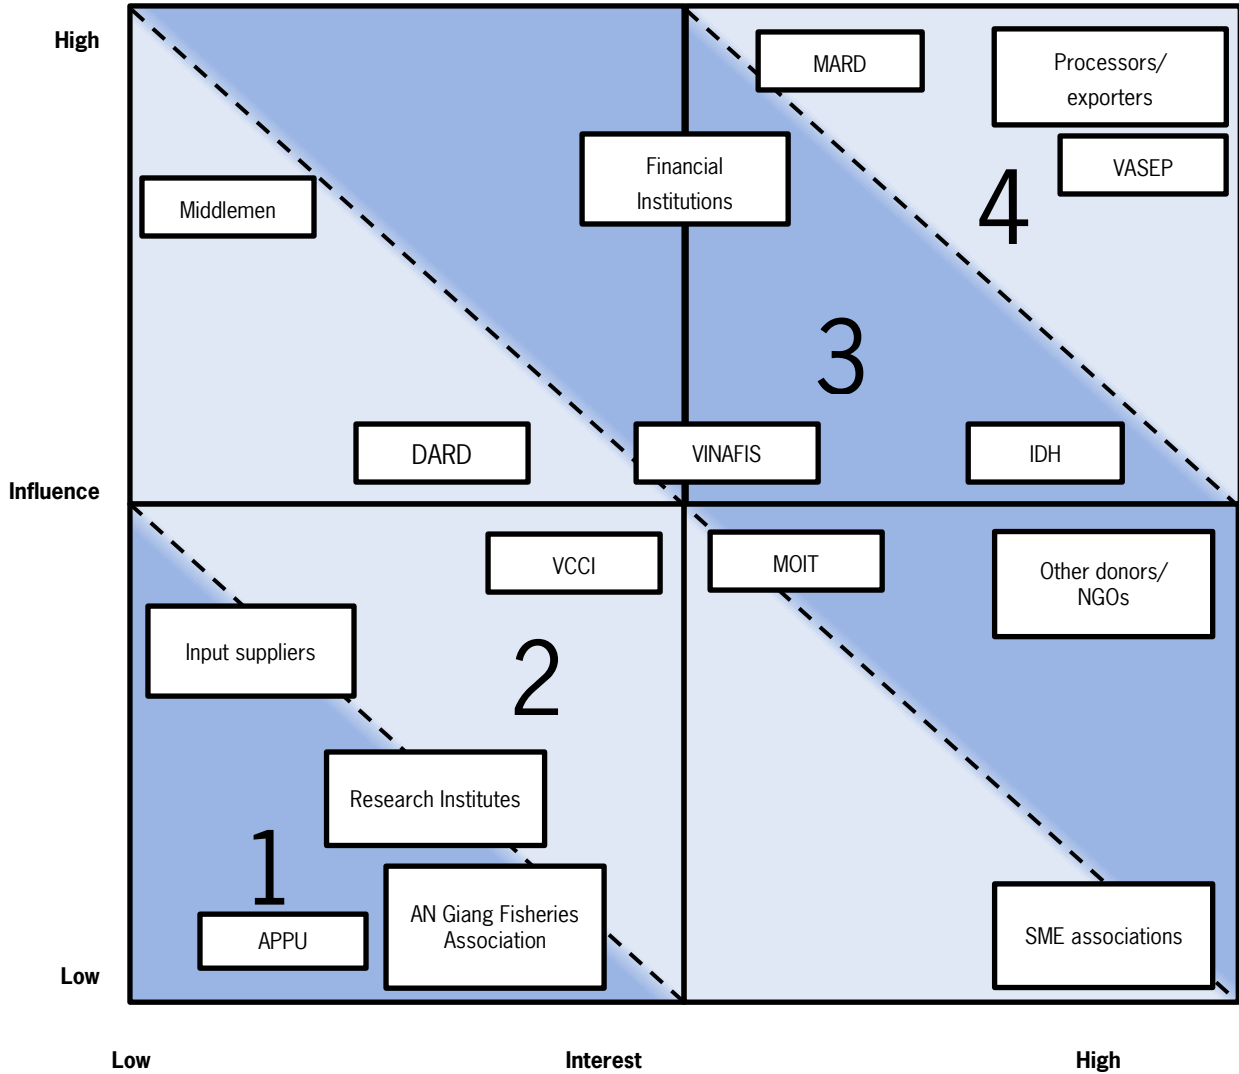 High
MARD
Processors/
exporters
Financial
Institutions
VASEP
Middlemen
4
3
DARD
VINAFIS
IDH
Influence
VCCI
MOIT
Other donors/
NGOs
Input suppliers
2
Research Institutes
1
AN Giang Fisheries
Association
APPU
SME associations
Low
Low
Interest
High